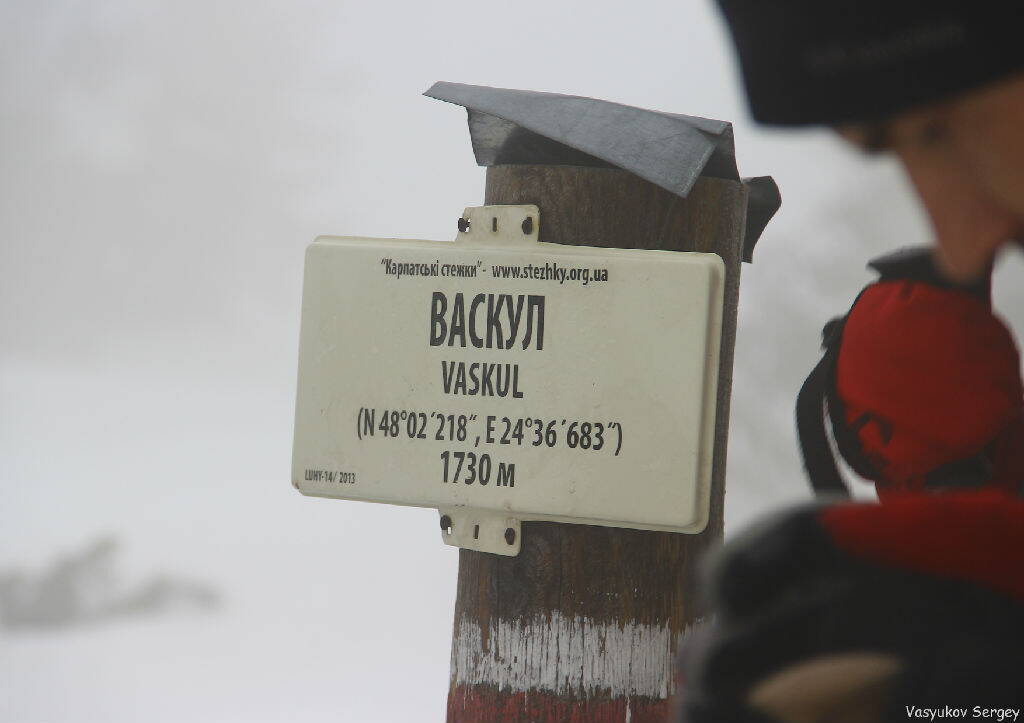 "Карпатські стежки" - www.stezhky.org.ua
ВАСКУЛ
VASKUL
(N 48°02´218˝, E 24°36´683˝)
1730 м
LUHY-14/ 2013
Vasyukov Sergey